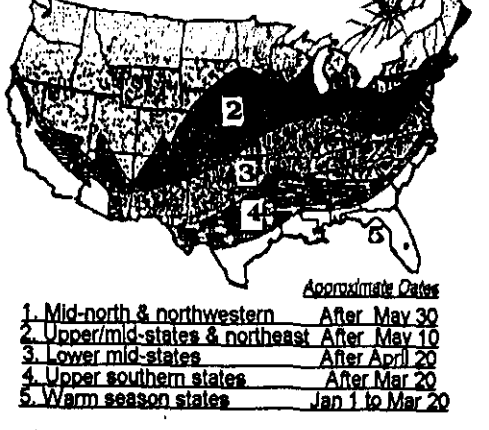 2
3
4
5
Approximate Dates
1. Mid-north & northwestern After May 30
2. Upper/mid-states & northeast After May 10
3. Lower mid-states After April 20
4. Upper southern states After Mar 20
5. Warm season states Jan 1 to Mar 20